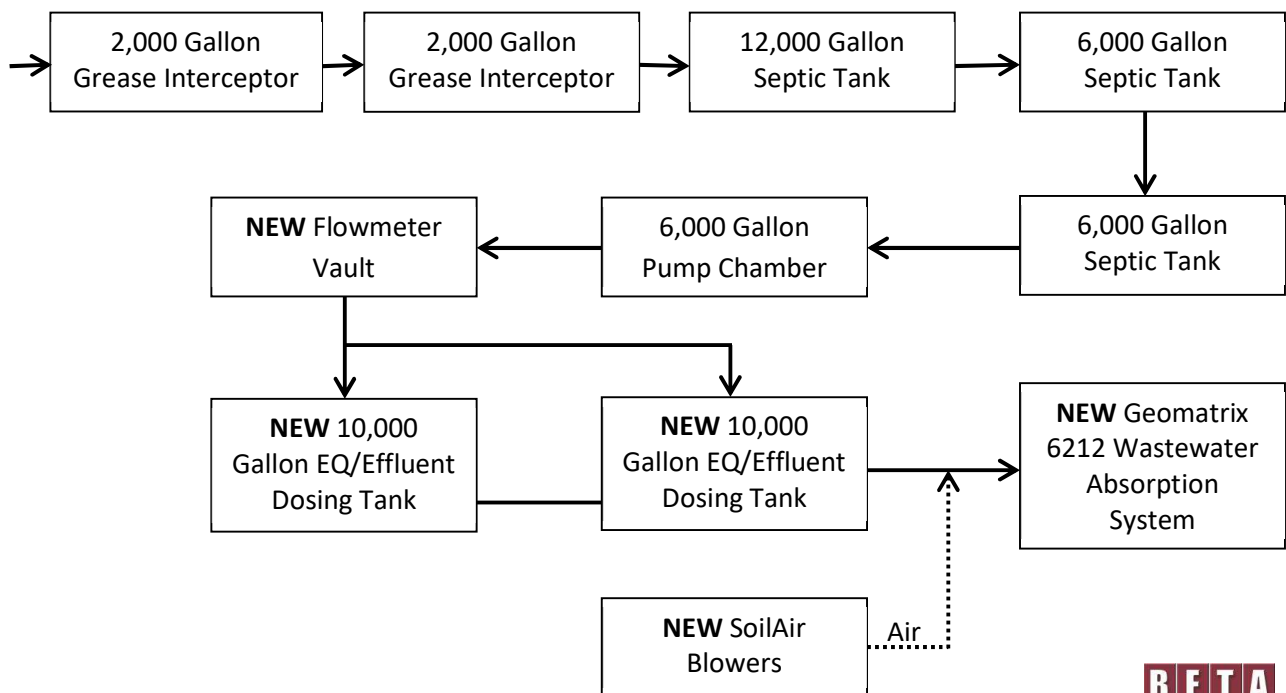 2,000 Gallon
Grease Interceptor
2,000 Gallon
Grease Interceptor
12,000 Gallon
Septic Tank
6,000 Gallon
Septic Tank
6,000 Gallon
Septic Tank
6,000 Gallon
Pump Chamber
NEW Flowmeter
Vault
NEW 10,000
Gallon EQ/Effluent
Dosing Tank
NEW 10,000
Gallon EQ/Effluent
Dosing Tank
NEW Geomatrix
6212 Wastewater
Absorption
System
NEW SoilAir
Blowers
Air
BETA